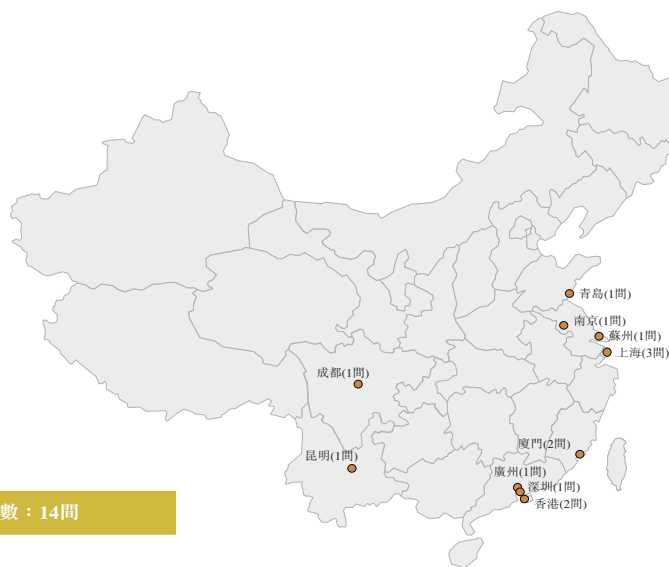 青島(1間)
南京(1間)
蘇州(1間)
上海(3間)
成都(1間)
廈門(2間)
昆明(1間)
廣州(1間)
深圳(1間)
香港(2間)
數：14間